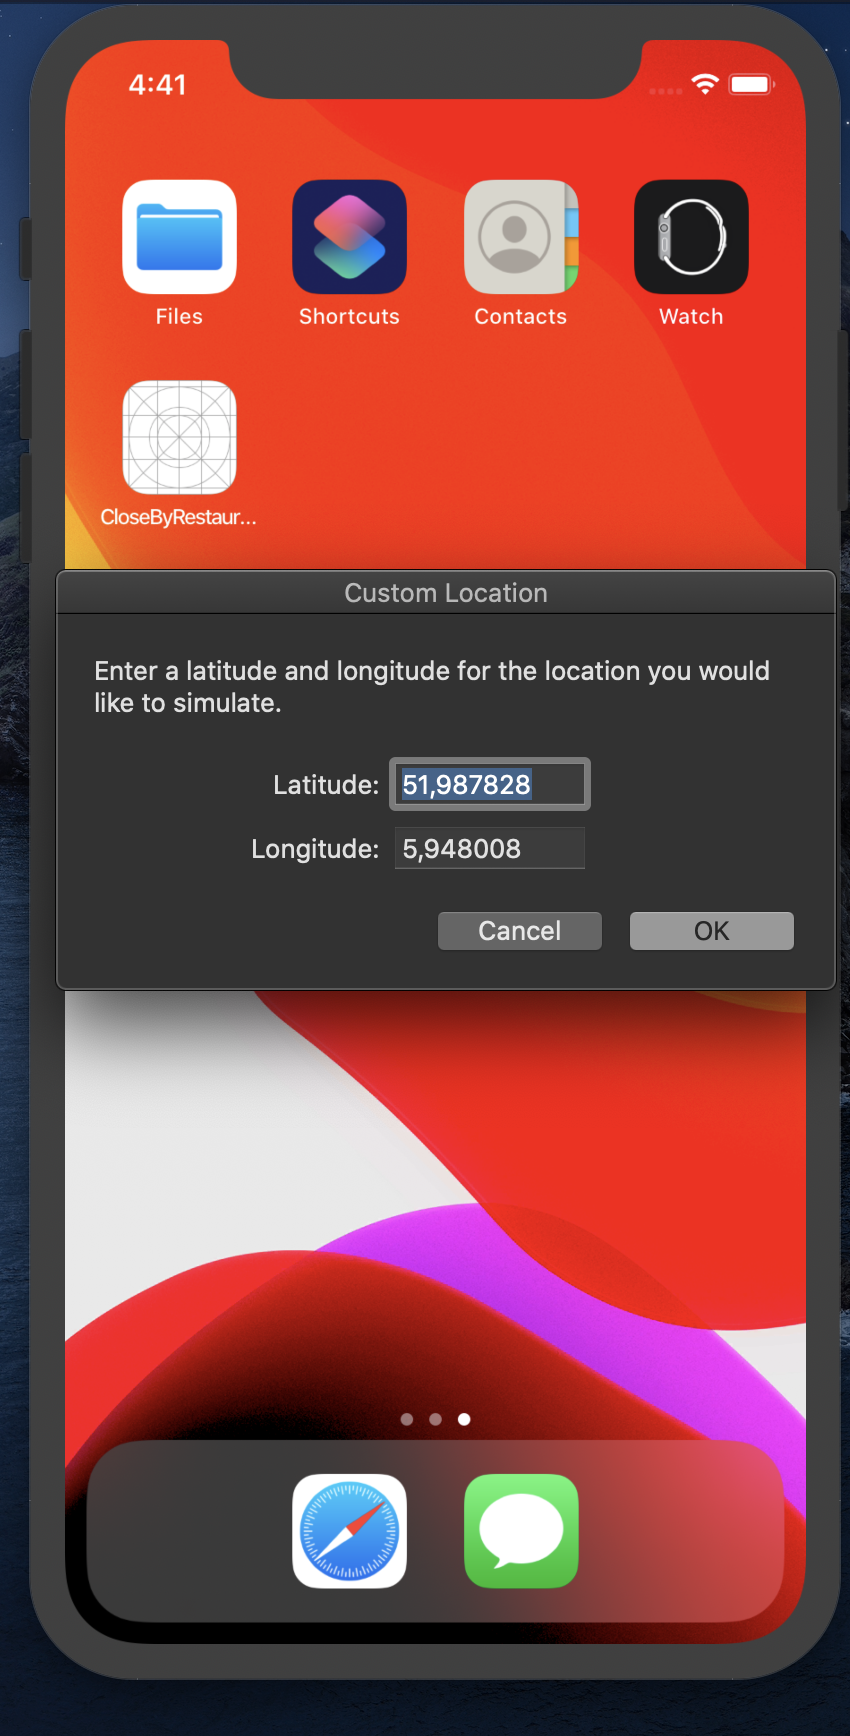 4:41
Files
Shortcuts
Contacts
Watch
CloseByRestaur...
Custom Location
Enter a latitude and longitude for the location you would
like to simulate.
Latitude: 51,987828
Longitude: 5,948008
Cancel
OK